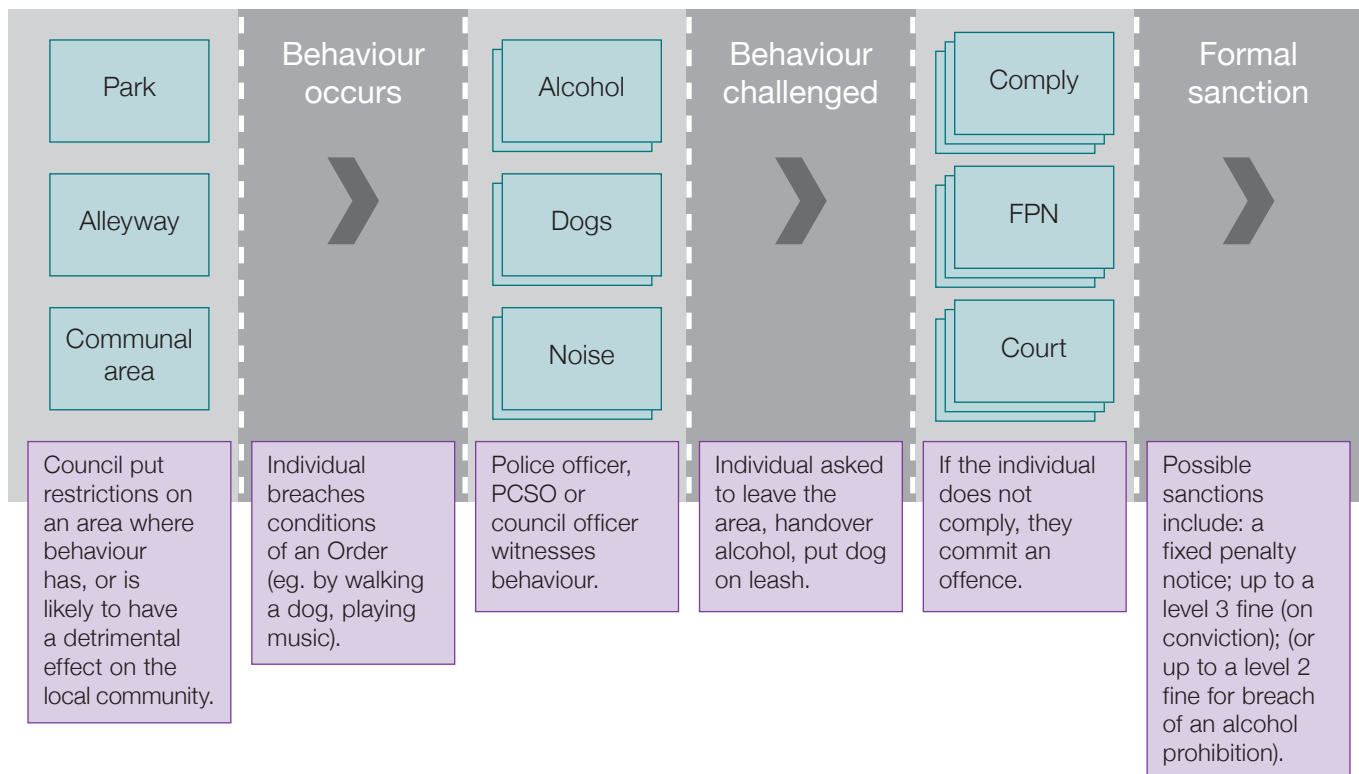 Park
Alleyway
Communal
area
Behaviour
occurs
Alcohol
Dogs
Noise
Behaviour
challenged
Comply
FPN
Court
Formal
sanction
Council put
restrictions on
an area where
behaviour
has, or is
likely to have
a detrimental
effect on the
local community.
Individual
breaches
conditions
of an Order
(eg. by walking
a dog, playing
music).
Police officer,
PCSO or
council officer
witnesses
behaviour.
Individual asked
to leave the
area, handover
alcohol, put dog
on leash.
If the individual
does not
comply, they
commit an
offence.
Possible
sanctions
include: a
fixed penalty
notice; up to a
level 3 fine (on
conviction); (or
up to a level 2
fine for breach
of an alcohol
prohibition).